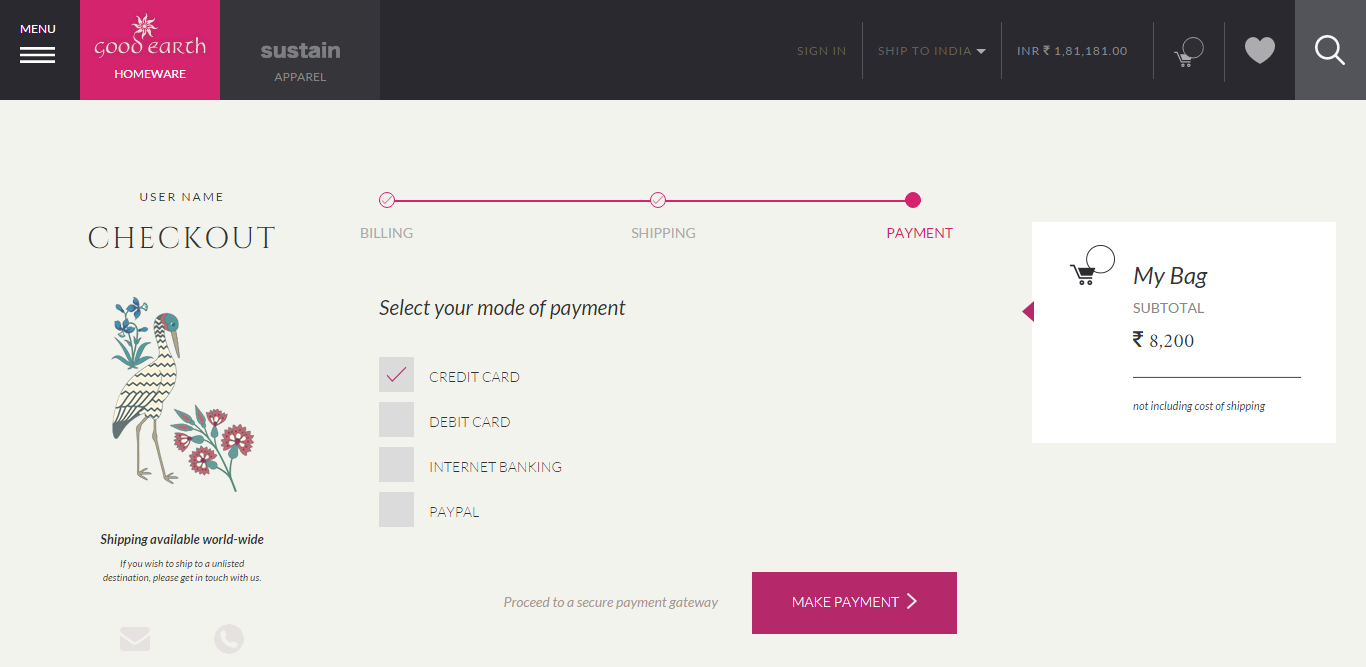 MENU
good earth
HOMEWARE
sustain
APPAREL
SIGN IN
SHIP TO INDIA
INR ₹ 1,81,181.00
USER NAME
CHECKOUT
BILLING
SHIPPING
PAYMENT
Select your mode of payment
CREDIT CARD
DEBIT CARD
INTERNET BANKING
PAYPAL
Proceed to a secure payment gateway
MAKE PAYMENT
My Bag
SUBTOTAL
₹ 8,200
not including cost of shipping
Shipping available world-wide
If you wish to ship to a unlisted
destination, please get in touch with us.